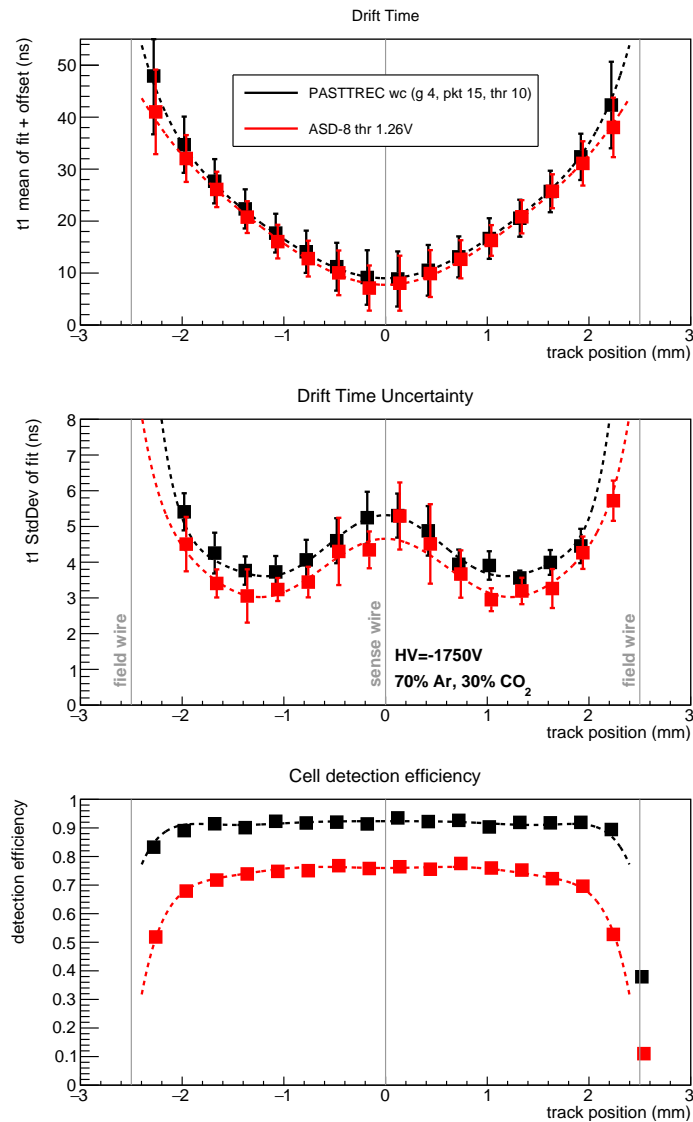 Drift Time
t1 mean of fit + offset (ns)
50
40
30
20
10
0
PASTTREC wc (g 4, pkt 15, thr 10)
ASD-8 thr 1.26V
−3 −2 −1 0 1 2 3
track position (mm)
Drift Time Uncertainty
t1 StdDev of fit (ns)
8
7
6
5
4
3
2
1
0
field wire
sense wire
field wire
HV=-1750V
70% Ar, 30% CO₂
−3 −2 −1 0 1 2 3
track position (mm)
Cell detection efficiency
detection efficiency
1
0.9
0.8
0.7
0.6
0.5
0.4
0.3
0.2
0.1
0
−3 −2 −1 0 1 2 3
track position (mm)